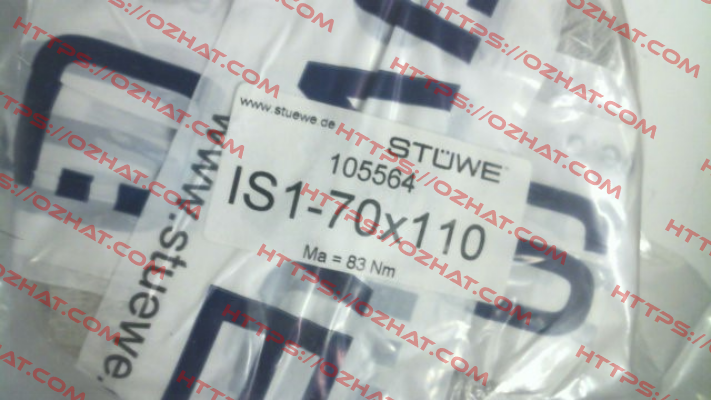 www.stuewe.de
STÜWE
105564
IS1-70x110
Ma = 83 Nm
www.stuewe.
HTTPS://OZHAT.COM